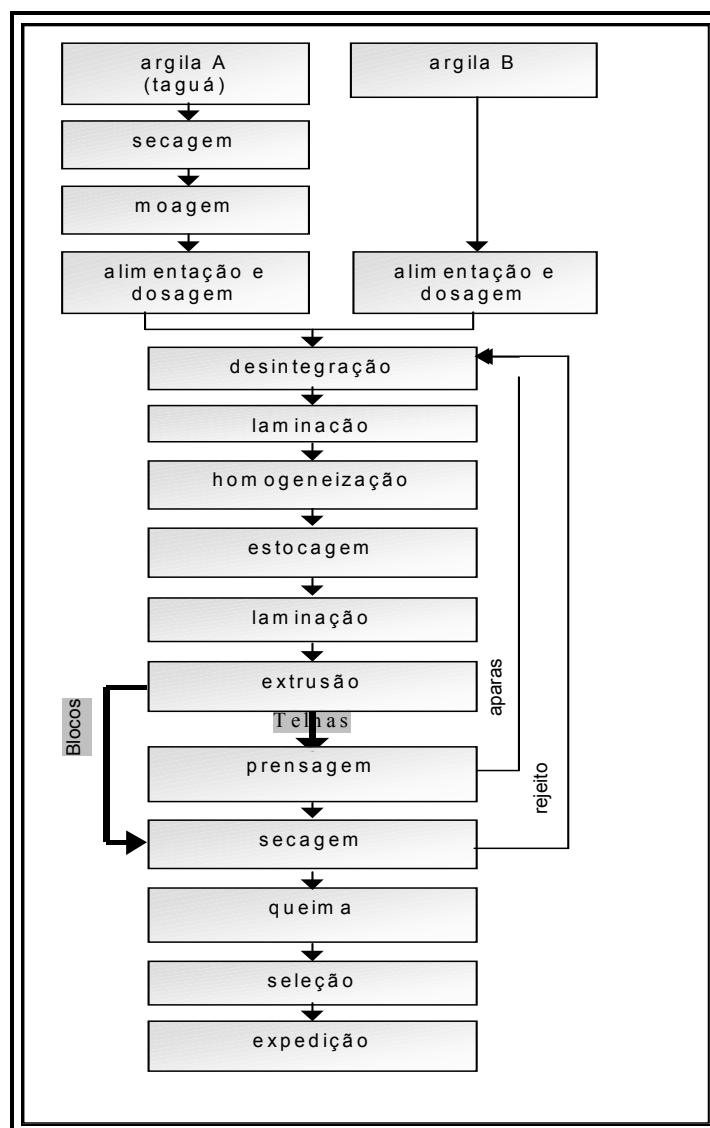 argila A
(taguá)
argila B
secagem
moagem
alimentação e
dosagem
alimentação e
dosagem
desintegração
laminação
homogeneização
estocagem
laminação
extrusão
aparas
Blocos
Telhas
prensagem
rejeito
secagem
queima
seleção
expedição